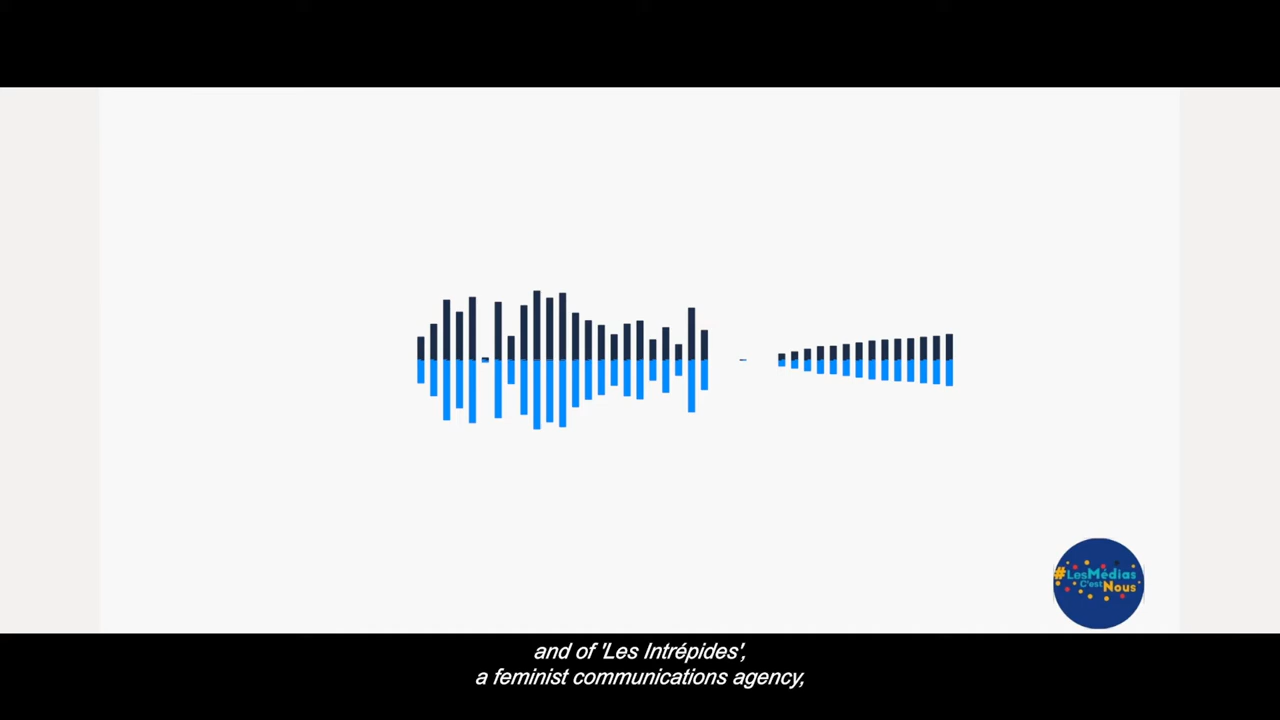 #LesMédias
C'est Nous
and of 'Les Intrépides',
a feminist communications agency,